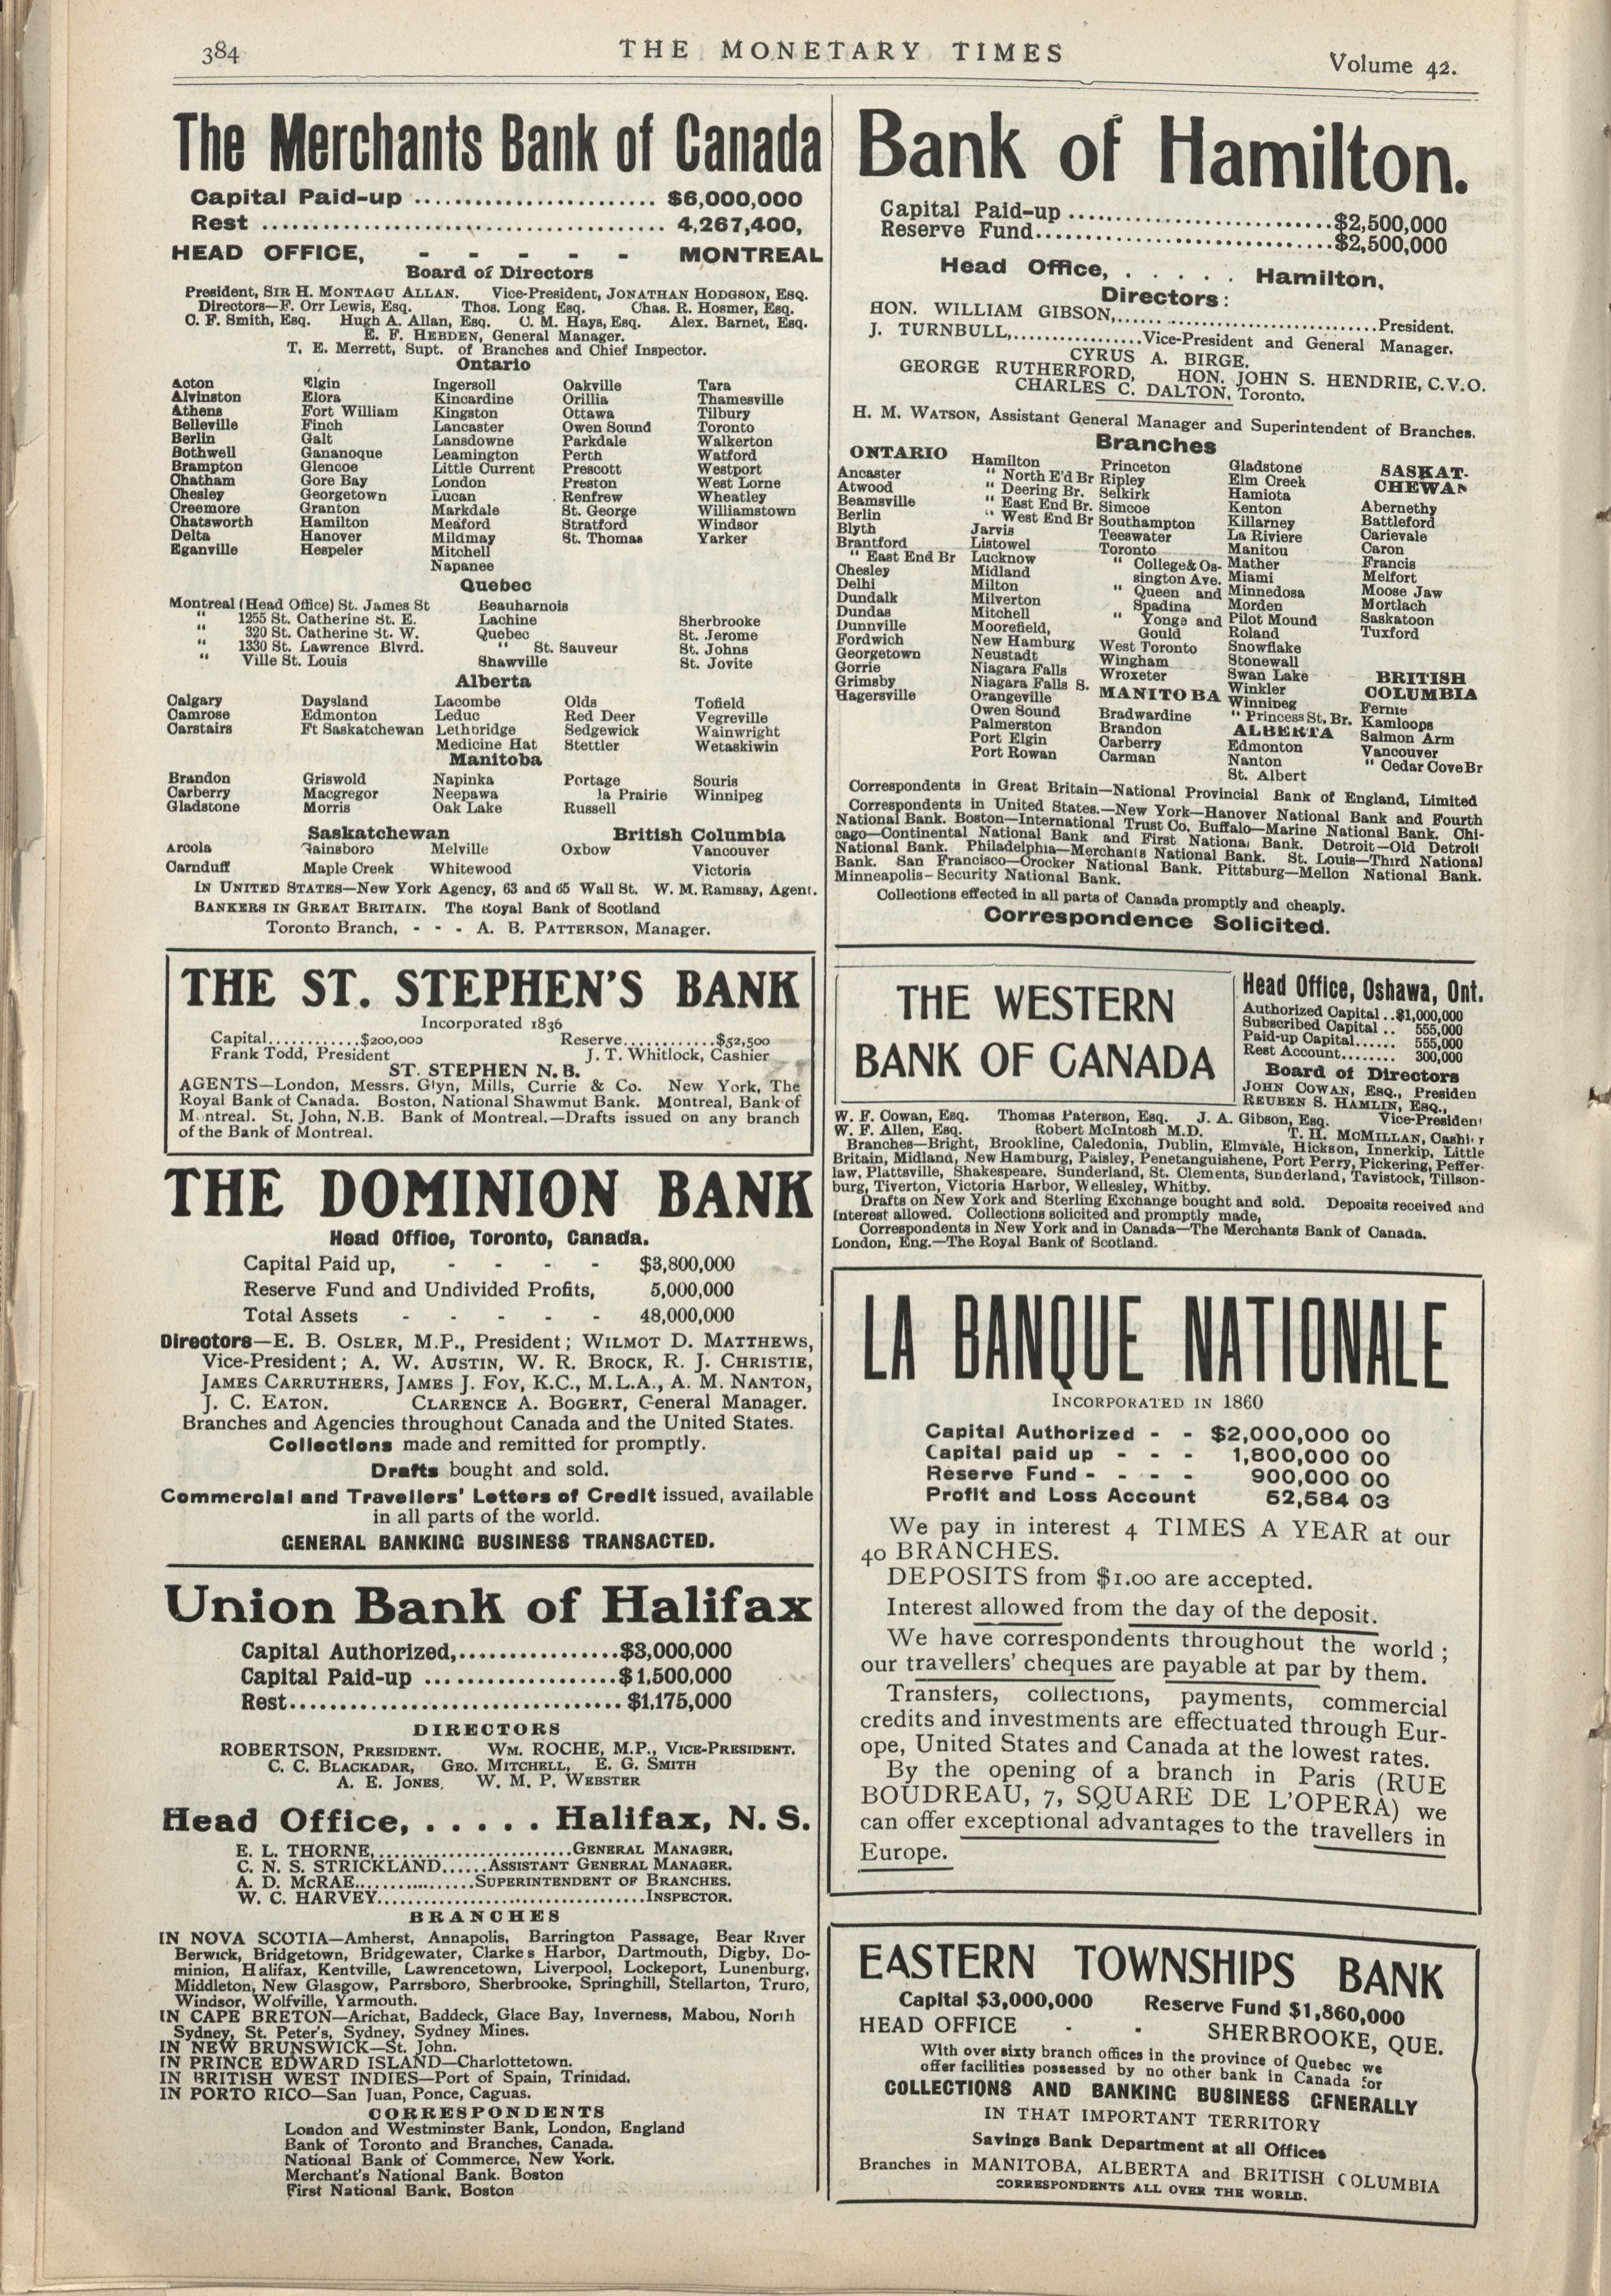 384
THE MONETARY TIMES
Volume 42.
The Merchants Bank of Canada
Capital Paid-up ........................ $6,000,000
Rest ........................................ 4,267,400,
HEAD OFFICE, - - - - - MONTREAL
Board of Directors
President, SIR H. MONTAGU ALLAN. Vice-President, JONATHAN HODGSON, ESQ.
Directors—F. Orr Lewis, Esq. Thos. Long Esq. Chas. R. Hosmer, Esq.
C. F. Smith, Esq. Hugh A. Allan, Esq. C. M. Hays, Esq. Alex. Barnet, Esq.
E. F. HEBDEN, General Manager.
T. E. Merrett, Supt. of Branches and Chief Inspector.
Ontario
Acton Elgin Ingersoll Oakville Tara
Alvinston Elora Kincardine Orillia Thamesville
Athens Fort William Kingston Ottawa Tilbury
Belleville Finch Lancaster Owen Sound Toronto
Berlin Galt Lansdowne Parkdale Walkerton
Bothwell Gananoque Leamington Perth Watford
Brampton Glencoe Little Current Prescott Westport
Chatham Gore Bay London Preston West Lorne
Chesley Georgetown Lucan Renfrew Wheatley
Creemore Granton Markdale St. George Williamstown
Chatsworth Hamilton Meaford Stratford Windsor
Delta Hanover Mildmay St. Thomas Yarker
Eganville Hespeler Mitchell
Napanee
Quebec
Montreal (Head Office) St. James St Beauharnois
" 1255 St. Catherine St. E. Lachine Sherbrooke
" 320 St. Catherine St. W. Quebec St. Jerome
" 1330 St. Lawrence Blvrd. " St. Sauveur St. Johns
" Ville St. Louis Shawville St. Jovite
Alberta
Calgary Daysland Lacombe Olds Tofield
Camrose Edmonton Leduc Red Deer Vegreville
Carstairs Ft Saskatchewan Lethbridge Sedgewick Wainwright
Medicine Hat Stettler Wetaskiwin
Manitoba
Brandon Griswold Napinka Portage Souris
Carberry Macgregor Neepawa la Prairie Winnipeg
Gladstone Morris Oak Lake Russell
Saskatchewan British Columbia
Arcola Gainsboro Melville Oxbow Vancouver
Carnduff Maple Creek Whitewood Victoria
IN UNITED STATES—New York Agency, 63 and 65 Wall St. W. M. Ramsay, Agent.
BANKERS IN GREAT BRITAIN. The Royal Bank of Scotland
Toronto Branch, - - - A. B. PATTERSON, Manager.
THE ST. STEPHEN'S BANK
Incorporated 1836
Capital............$200,000 Reserve............$52,500
Frank Todd, President J. T. Whitlock, Cashier
ST. STEPHEN N.B.
AGENTS—London, Messrs. Glyn, Mills, Currie & Co. New York, The
Royal Bank of Canada. Boston, National Shawmut Bank. Montreal, Bank of
Montreal. St. John, N.B. Bank of Montreal.—Drafts issued on any branch
of the Bank of Montreal.
THE DOMINION BANK
Head Office, Toronto, Canada.
Capital Paid up, - - - - $3,800,000
Reserve Fund and Undivided Profits, 5,000,000
Total Assets - - - - - 48,000,000
Directors—E. B. OSLER, M.P., President; WILMOT D. MATTHEWS,
Vice-President; A. W. AUSTIN, W. R. BROCK, R. J. CHRISTIE,
JAMES CARRUTHERS, JAMES J. FOY, K.C., M.L.A., A. M. NANTON,
J. C. EATON. CLARENCE A. BOGERT, General Manager.
Branches and Agencies throughout Canada and the United States.
Collections made and remitted for promptly.
Drafts bought and sold.
Commercial and Travellers' Letters of Credit issued, available
in all parts of the world.
GENERAL BANKING BUSINESS TRANSACTED.
Union Bank of Halifax
Capital Authorized,................$3,000,000
Capital Paid-up ...................$1,500,000
Rest................................. $1,175,000
DIRECTORS
ROBERTSON, PRESIDENT. WM. ROCHE, M.P., VICE-PRESIDENT.
C. C. BLACKADAR, GEO. MITCHELL, E. G. SMITH
A. E. JONES, W. M. P. WEBSTER
Head Office, . . . . . Halifax, N. S.
E. L. THORNE,.........................GENERAL MANAGER,
C. N. S. STRICKLAND......ASSISTANT GENERAL MANAGER.
A. D. MCRAE...............SUPERINTENDENT OF BRANCHES.
W. C. HARVEY..................................INSPECTOR.
BRANCHES
IN NOVA SCOTIA—Amherst, Annapolis, Barrington Passage, Bear River
Berwick, Bridgetown, Bridgewater, Clarkes Harbor, Dartmouth, Digby, Do-
minion, Halifax, Kentville, Lawrencetown, Liverpool, Lockeport, Lunenburg,
Middleton, New Glasgow, Parrsboro, Sherbrooke, Springhill, Stellarton, Truro,
Windsor, Wolfville, Yarmouth.
IN CAPE BRETON—Arichat, Baddeck, Glace Bay, Inverness, Mabou, North
Sydney, St. Peter's, Sydney, Sydney Mines.
IN NEW BRUNSWICK—St. John.
IN PRINCE EDWARD ISLAND—Charlottetown.
IN BRITISH WEST INDIES—Port of Spain, Trinidad.
IN PORTO RICO—San Juan, Ponce, Caguas.
CORRESPONDENTS
London and Westminster Bank, London, England
Bank of Toronto and Branches, Canada.
National Bank of Commerce, New York.
Merchant's National Bank. Boston
First National Bank, Boston
Bank of Hamilton.
Capital Paid-up ............................$2,500,000
Reserve Fund................................$2,500,000
Head Office, . . . . . Hamilton,
Directors:
HON. WILLIAM GIBSON,....................................President.
J. TURNBULL,................Vice-President and General Manager.
CYRUS A. BIRGE.
GEORGE RUTHERFORD, HON. JOHN S. HENDRIE, C.V.O.
CHARLES C. DALTON, Toronto.
H. M. WATSON, Assistant General Manager and Superintendent of Branches.
Branches
ONTARIO
Ancaster
Atwood
Beamsville
Berlin
Blyth
Brantford
" East End Br
Chesley
Delhi
Dundalk
Dundas
Dunnville
Fordwich
Georgetown
Gorrie
Grimsby
Hagersville
Hamilton
" North E'd Br
" Deering Br.
" East End Br.
" West End Br
Jarvis
Listowel
Lucknow
Midland
Milton
Milverton
Mitchell
Moorefield,
New Hamburg
Neustadt
Niagara Falls
Niagara Falls S.
Orangeville
Owen Sound
Palmerston
Port Elgin
Port Rowan
Princeton
Ripley
Selkirk
Simcoe
Southampton
Teeswater
Toronto
" College & Os-
sington Ave.
" Queen and
Spadina
" Yonge and
Gould
West Toronto
Wingham
Wroxeter
MANITOBA
Bradwardine
Brandon
Carberry
Carman
Gladstone
Elm Creek
Hamiota
Kenton
Killarney
La Riviere
Manitou
Mather
Miami
Minnedosa
Morden
Pilot Mound
Roland
Snowflake
Stonewall
Swan Lake
Winkler
Winnipeg
" Princess St. Br.
ALBERTA
Edmonton
Nanton
St. Albert
SASKAT-
CHEWAN
Abernethy
Battleford
Carievale
Caron
Francis
Melfort
Moose Jaw
Mortlach
Saskatoon
Tuxford
BRITISH
COLUMBIA
Fernie
Kamloops
Salmon Arm
Vancouver
" Cedar Cove Br
Correspondents in Great Britain—National Provincial Bank of England, Limited
Correspondents in United States.—New York—Hanover National Bank and Fourth
National Bank. Boston—International Trust Co. Buffalo—Marine National Bank. Chi-
cago—Continental National Bank and First National Bank. Detroit—Old Detroit
National Bank. Philadelphia—Merchants National Bank. St. Louis—Third National
Bank. San Francisco—Crocker National Bank. Pittsburg—Mellon National Bank.
Minneapolis—Security National Bank.
Collections effected in all parts of Canada promptly and cheaply.
Correspondence Solicited.
THE WESTERN
BANK OF CANADA
Head Office, Oshawa, Ont.
Authorized Capital ..$1,000,000
Subscribed Capital .. 555,000
Paid-up Capital...... 555,000
Rest Account........ 300,000
Board of Directors
JOHN COWAN, ESQ., Presiden
REUBEN S. HAMLIN, ESQ.,
Vice-President
W. F. Cowan, Esq. Thomas Paterson, Esq. J. A. Gibson, Esq.
W. F. Allen, Esq. Robert McIntosh M.D. T. H. MCMILLAN, Cashier
Branches—Bright, Brookline, Caledonia, Dublin, Elmvale, Hickson, Innerkip, Little
Britain, Midland, New Hamburg, Paisley, Penetanguishene, Port Perry, Pickering, Peffer-
law, Plattsville, Shakespeare, Sunderland, St. Clements, Sunderland, Tavistock, Tillson-
burg, Tiverton, Victoria Harbor, Wellesley, Whitby.
Drafts on New York and Sterling Exchange bought and sold. Deposits received and
Interest allowed. Collections solicited and promptly made,
Correspondents in New York and in Canada—The Merchants Bank of Canada.
London, Eng.—The Royal Bank of Scotland.
LA BANQUE NATIONALE
INCORPORATED IN 1860
Capital Authorized - - $2,000,000 00
Capital paid up - - - 1,800,000 00
Reserve Fund - - - - 900,000 00
Profit and Loss Account 52,584 03
We pay in interest 4 TIMES A YEAR at our
40 BRANCHES.
DEPOSITS from $1.00 are accepted.
Interest allowed from the day of the deposit.
We have correspondents throughout the world;
our travellers' cheques are payable at par by them.
Transfers, collections, payments, commercial
credits and investments are effectuated through Eur-
ope, United States and Canada at the lowest rates.
By the opening of a branch in Paris (RUE
BOUDREAU, 7, SQUARE DE L'OPERA) we
can offer exceptional advantages to the travellers in
Europe.
EASTERN TOWNSHIPS BANK
Capital $3,000,000 Reserve Fund $1,860,000
HEAD OFFICE - - SHERBROOKE, QUE.
With over sixty branch offices in the province of Quebec we
offer facilities possessed by no other bank in Canada for
COLLECTIONS AND BANKING BUSINESS GENERALLY
IN THAT IMPORTANT TERRITORY
Savings Bank Department at all Offices
Branches in MANITOBA, ALBERTA and BRITISH COLUMBIA
CORRESPONDENTS ALL OVER THE WORLD.